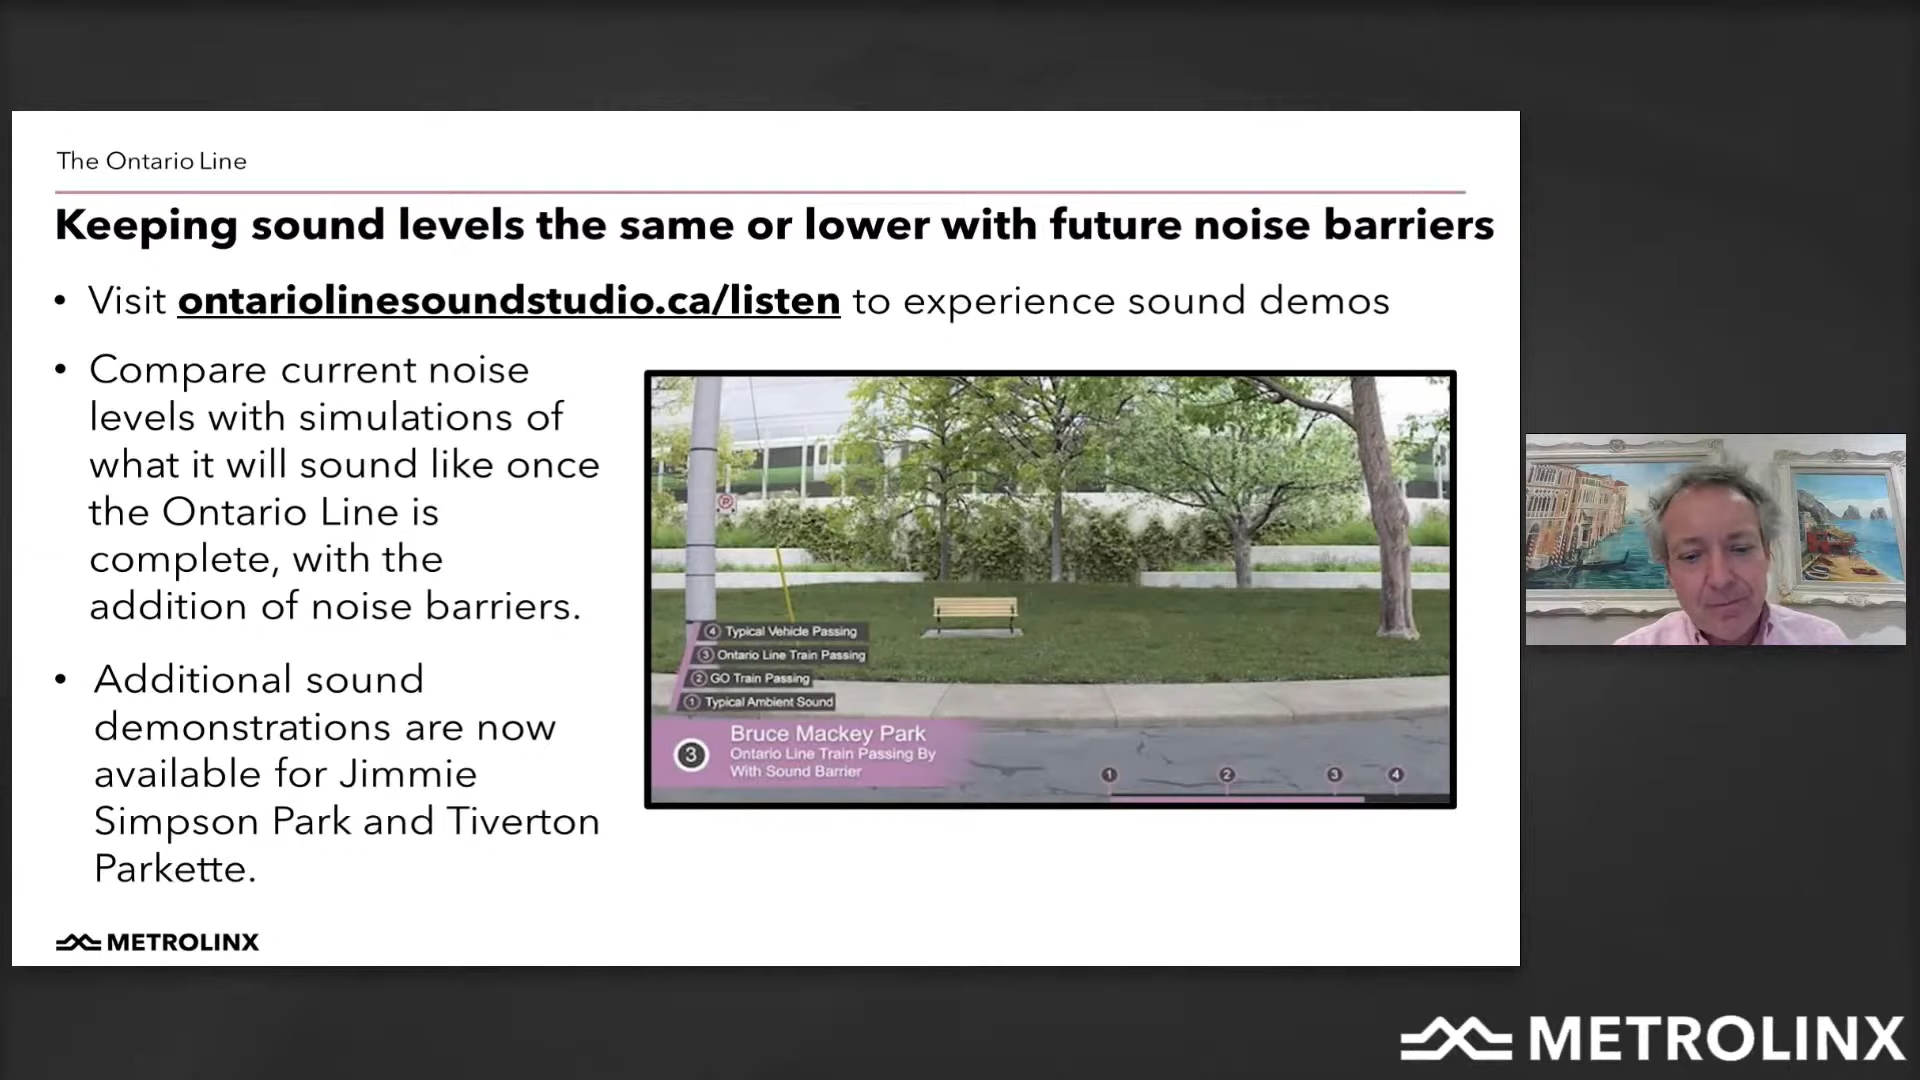 The Ontario Line
Keeping sound levels the same or lower with future noise barriers
• Visit ontariolinesoundstudio.ca/listen to experience sound demos
• Compare current noise
levels with simulations of
what it will sound like once
the Ontario Line is
complete, with the
addition of noise barriers.
• Additional sound
demonstrations are now
available for Jimmie
Simpson Park and Tiverton
Parkette.
4 Typical Vehicle Passing
3 Ontario Line Train Passing
2 GO Train Passing
1 Typical Ambient Sound
3 Bruce Mackey Park
Ontario Line Train Passing By
With Sound Barrier
1 2 3 4
METROLINX
METROLINX